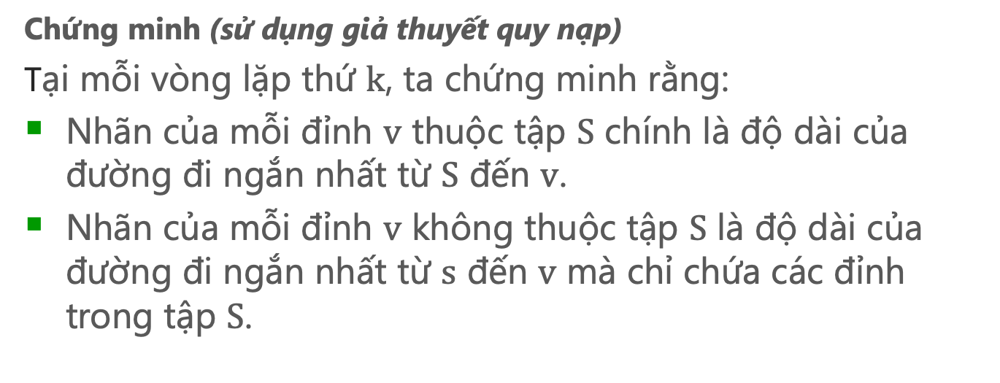 Chứng minh (sử dụng giả thuyết quy nạp)
Tại mỗi vòng lặp thứ k, ta chứng minh rằng:
▪ Nhãn của mỗi đỉnh v thuộc tập S chính là độ dài của
đường đi ngắn nhất từ S đến v.
▪ Nhãn của mỗi đỉnh v không thuộc tập S là độ dài của
đường đi ngắn nhất từ s đến v mà chỉ chứa các đỉnh
trong tập S.